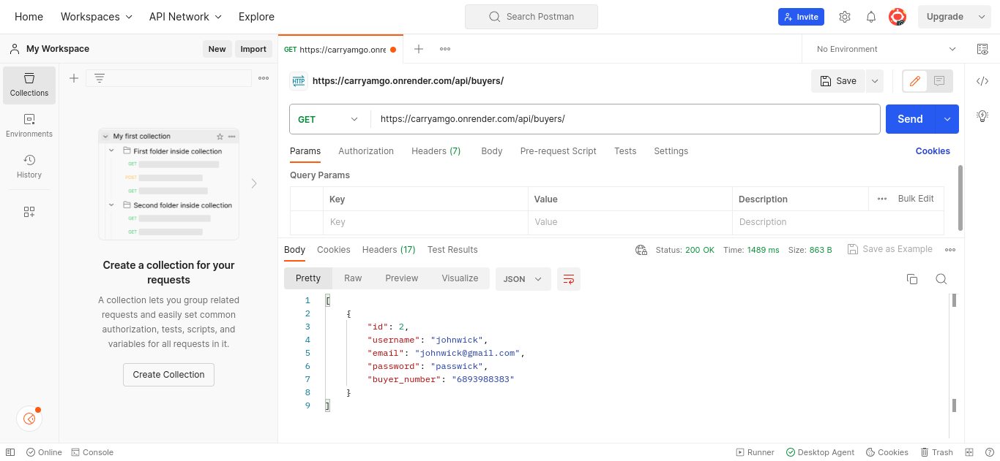 Home Workspaces API Network Explore Search Postman Invite Upgrade
My Workspace New Import GET https://carryamgo.onre No Environment
Collections
Environments
History
My first collection
First folder inside collection
GET
POST
GET
Second folder inside collection
GET
GET
Create a collection for your
requests
A collection lets you group related
requests and easily set common
authorization, tests, scripts, and
variables for all requests in it.
Create Collection
HTTP https://carryamgo.onrender.com/api/buyers/ Save
GET https://carryamgo.onrender.com/api/buyers/ Send
Params Authorization Headers (7) Body Pre-request Script Tests Settings Cookies
Query Params
Key Value Description Bulk Edit
Key Value Description
Body Cookies Headers (17) Test Results Status: 200 OK Time: 1489 ms Size: 863 B Save as Example
Pretty Raw Preview Visualize JSON
1 [
2 {
3 "id": 2,
4 "username": "johnwick",
5 "email": "johnwick@gmail.com",
6 "password": "passwick",
7 "buyer_number": "6893988383"
8 }
9 ]
Online Console Runner Desktop Agent Cookies Trash